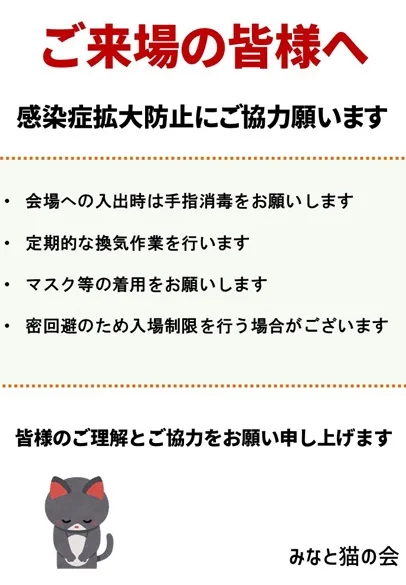 ご来場の皆様へ
感染症拡大防止にご協力願います
• 会場への入出時は手指消毒をお願いします
• 定期的な換気作業を行います
• マスク等の着用をお願いします
• 密回避のため入場制限を行う場合がございます
皆様のご理解とご協力をお願い申し上げます
みなと猫の会